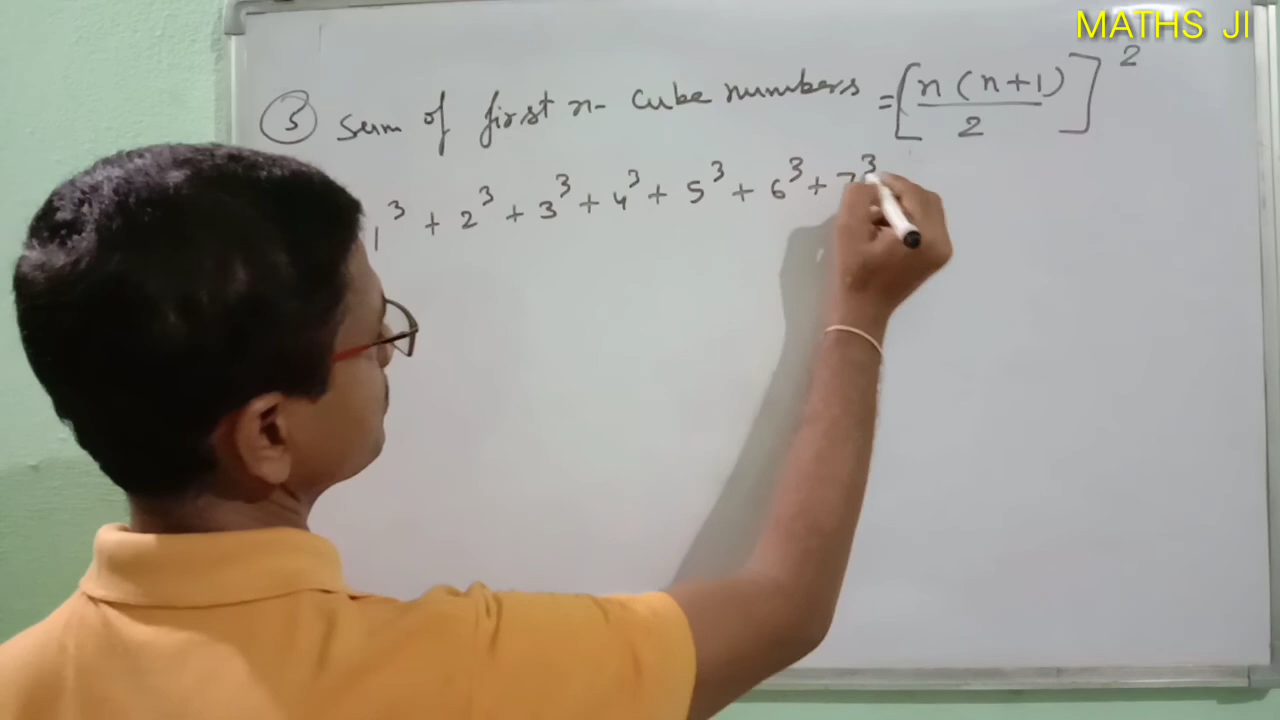 MATHS JI
③ Sum of first n- Cube numbers = [n(n+1)/2]²
1³ + 2³ + 3³ + 4³ + 5³ + 6³ + 7³